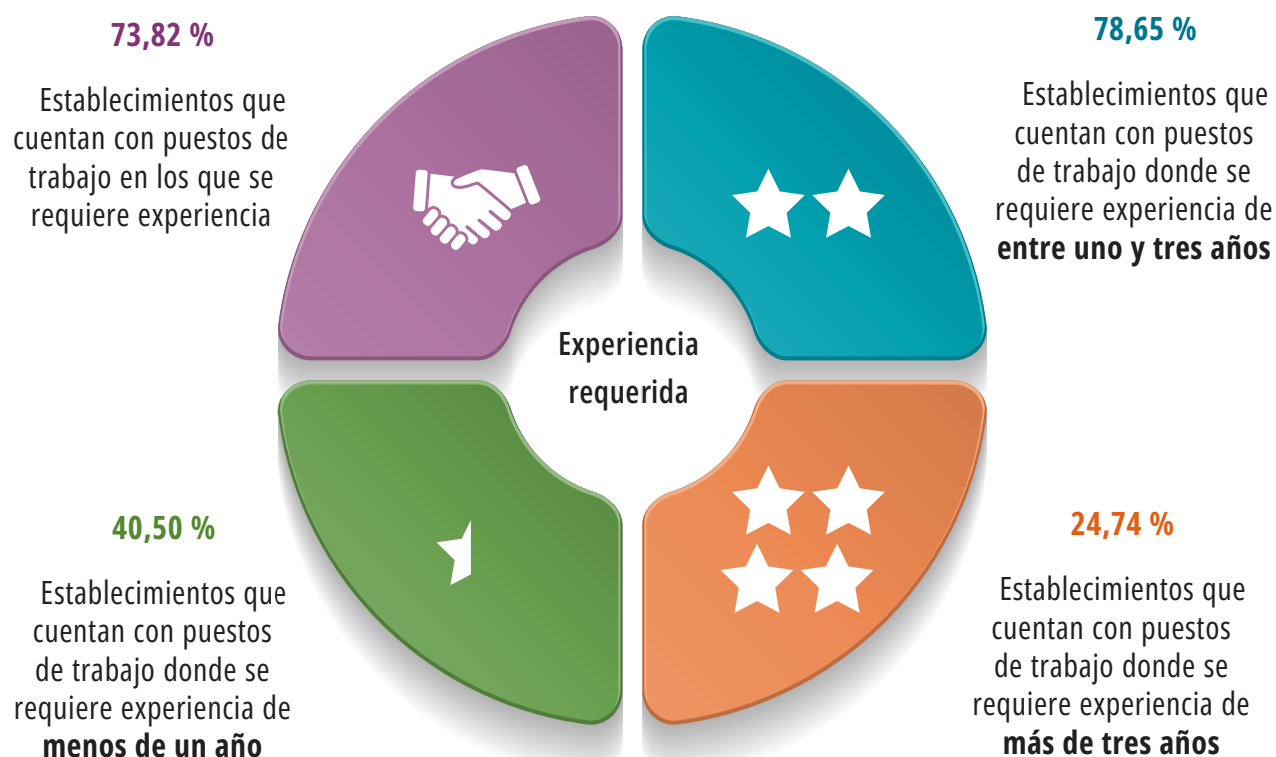 73,82 %
Establecimientos que
cuentan con puestos de
trabajo en los que se
requiere experiencia
78,65 %
Establecimientos que
cuentan con puestos
de trabajo donde se
requiere experiencia de
entre uno y tres años
Experiencia
requerida
40,50 %
Establecimientos que
cuentan con puestos
de trabajo donde se
requiere experiencia de
menos de un año
24,74 %
Establecimientos que
cuentan con puestos
de trabajo donde se
requiere experiencia de
más de tres años